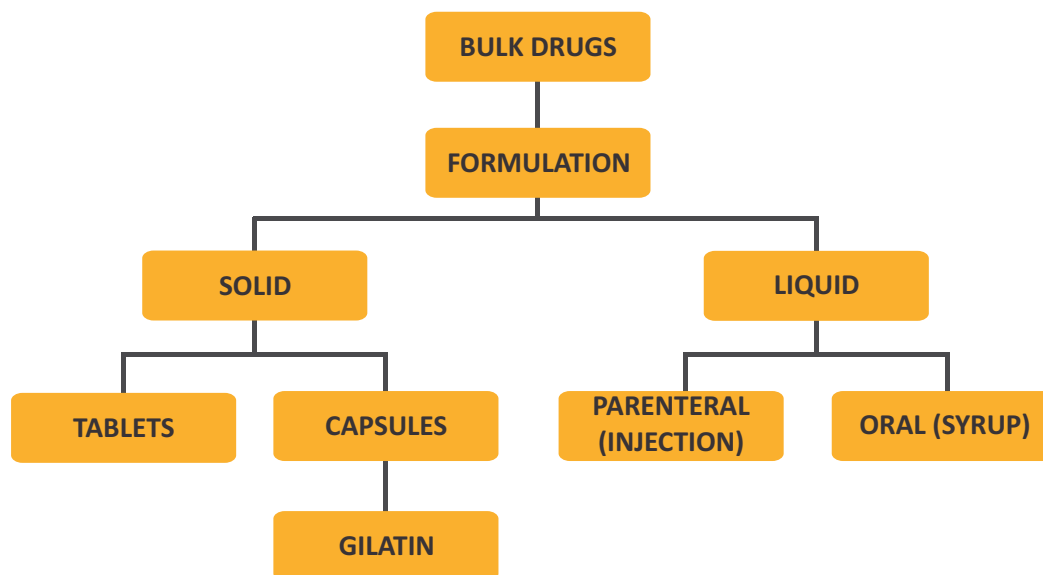 BULK DRUGS
FORMULATION
SOLID
LIQUID
TABLETS
CAPSULES
PARENTERAL
(INJECTION)
ORAL (SYRUP)
GILATIN